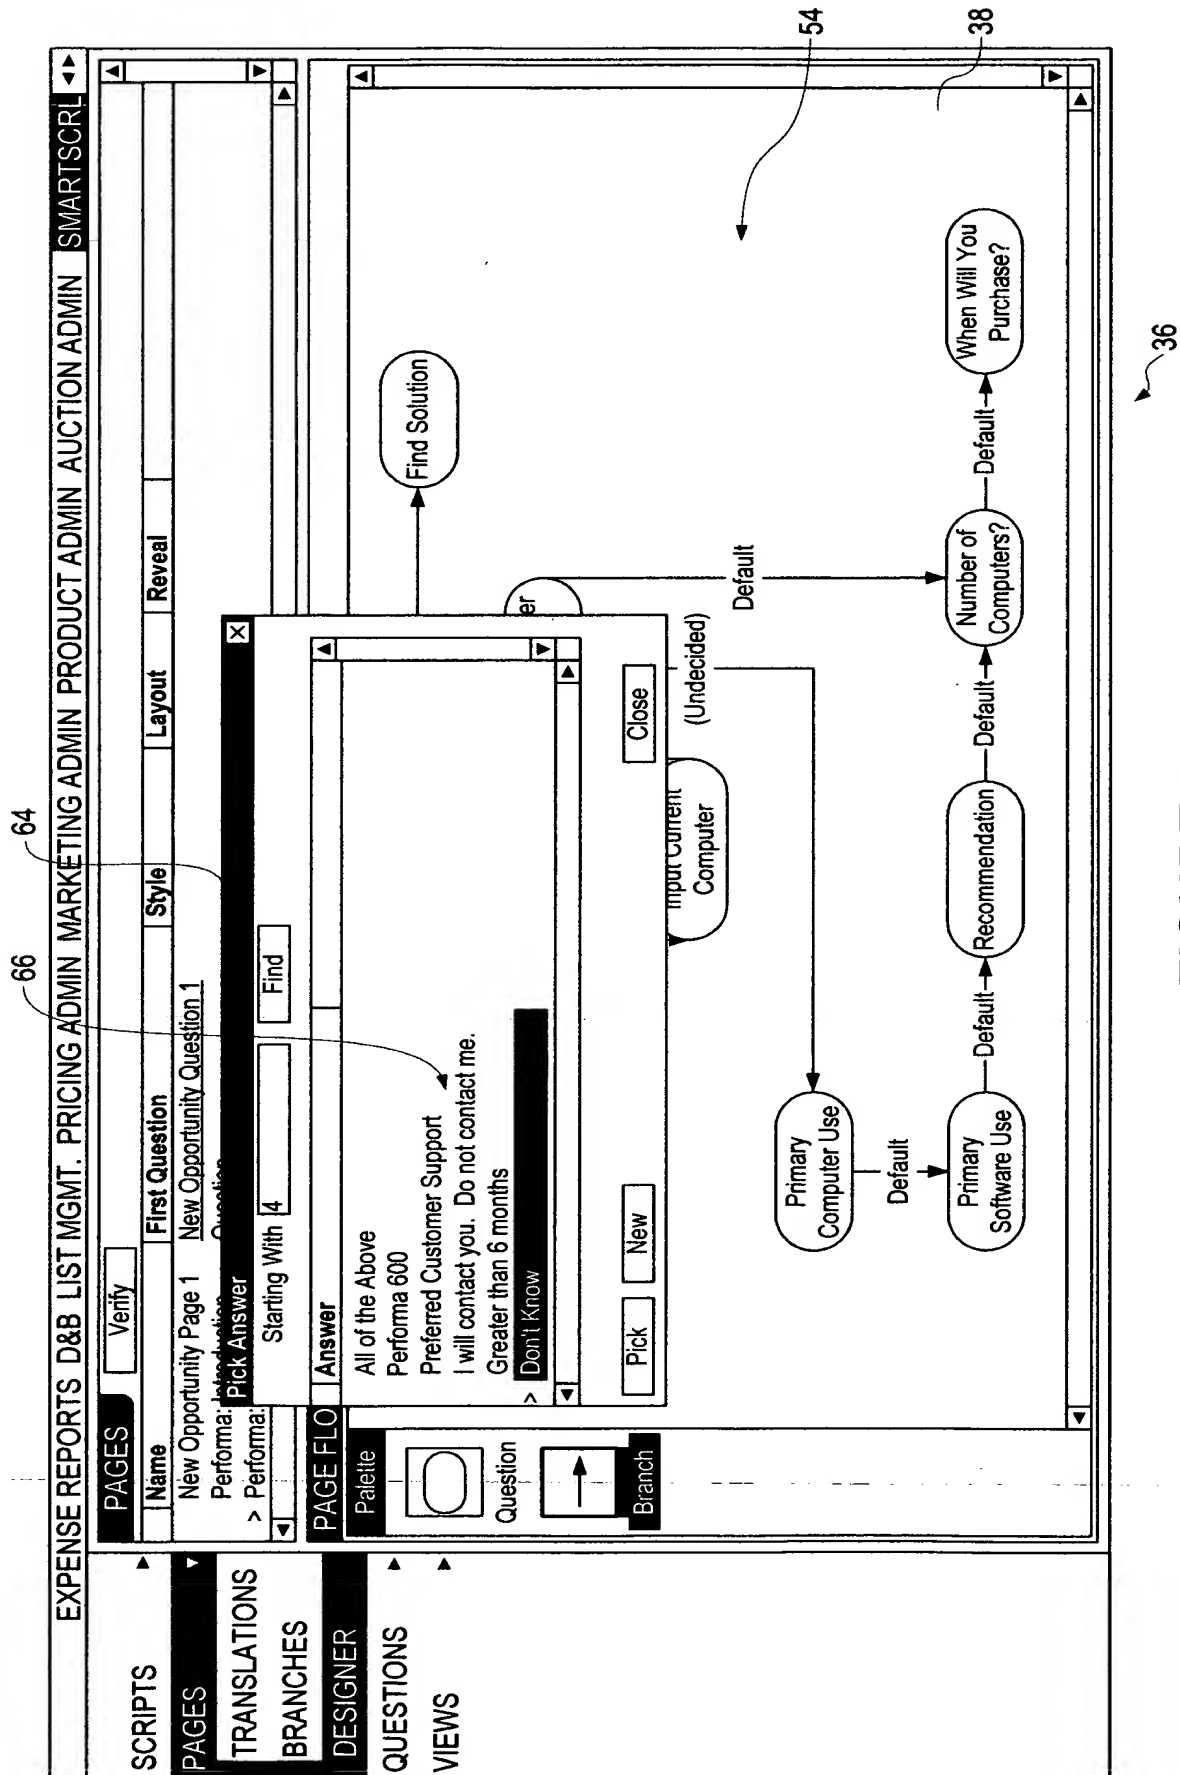 EXPENSE REPORTS D&B LIST MGMT. PRICING ADMIN MARKETING ADMIN PRODUCT ADMIN AUCTION ADMIN SMARTSCRL
SCRIPTS
PAGES
TRANSLATIONS
BRANCHES
DESIGNER
QUESTIONS
VIEWS
PAGES
Verify
Name First Question Style Layout Reveal
New Opportunity Page 1 New Opportunity Question 1
Performa: Introduction Question
> Performa:
Pick Answer
Starting With 4 Find
Answer
All of the Above
Performa 600
Preferred Customer Support
I will contact you. Do not contact me.
Greater than 6 months
> Don't Know
Pick New Close
PAGE FLO
Palette
Question
Branch
Find Solution
er
Default
(Undecided)
Input Current
Computer
Primary
Computer Use
Default
Primary
Software Use
Default
Recommendation
Default
Number of
Computers?
Default
When Will You
Purchase?
66
64
54
38
36